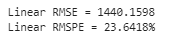 Linear RMSE = 1440.1598
Linear RMSPE = 23.6418%